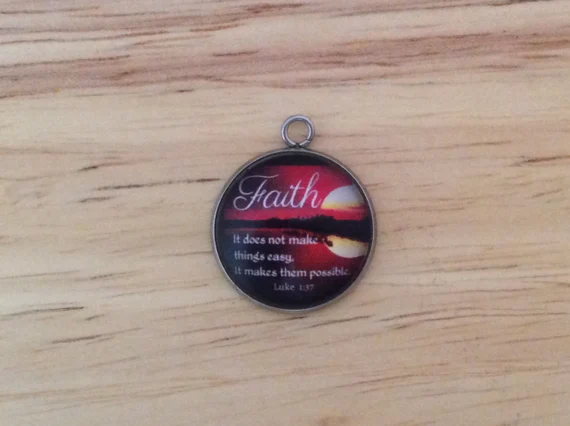 Faith
It does not make
things easy,
It makes them possible.
Luke 1:37